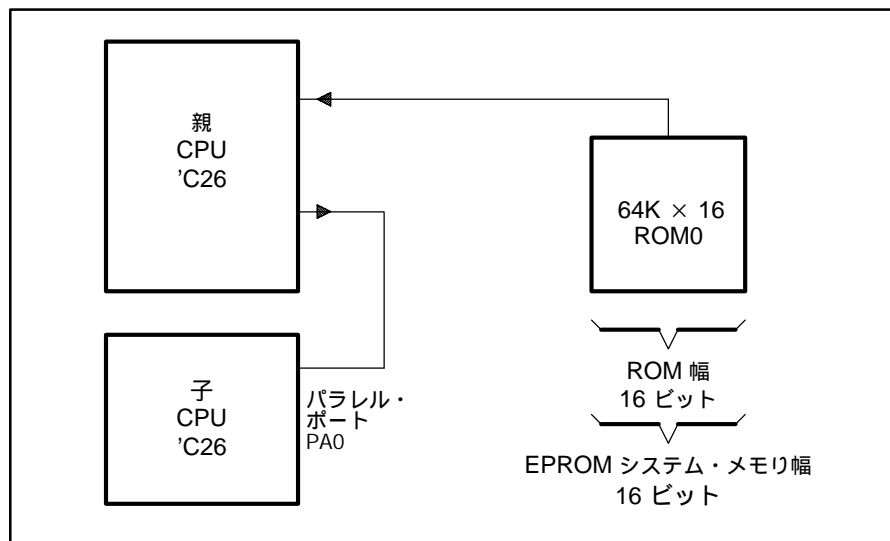 親
CPU
’C26
64K × 16
ROM0
子
CPU
’C26
パラレル・
ポート
PA0
ROM 幅
16 ビット
EPROM システム・メモリ幅
16 ビット